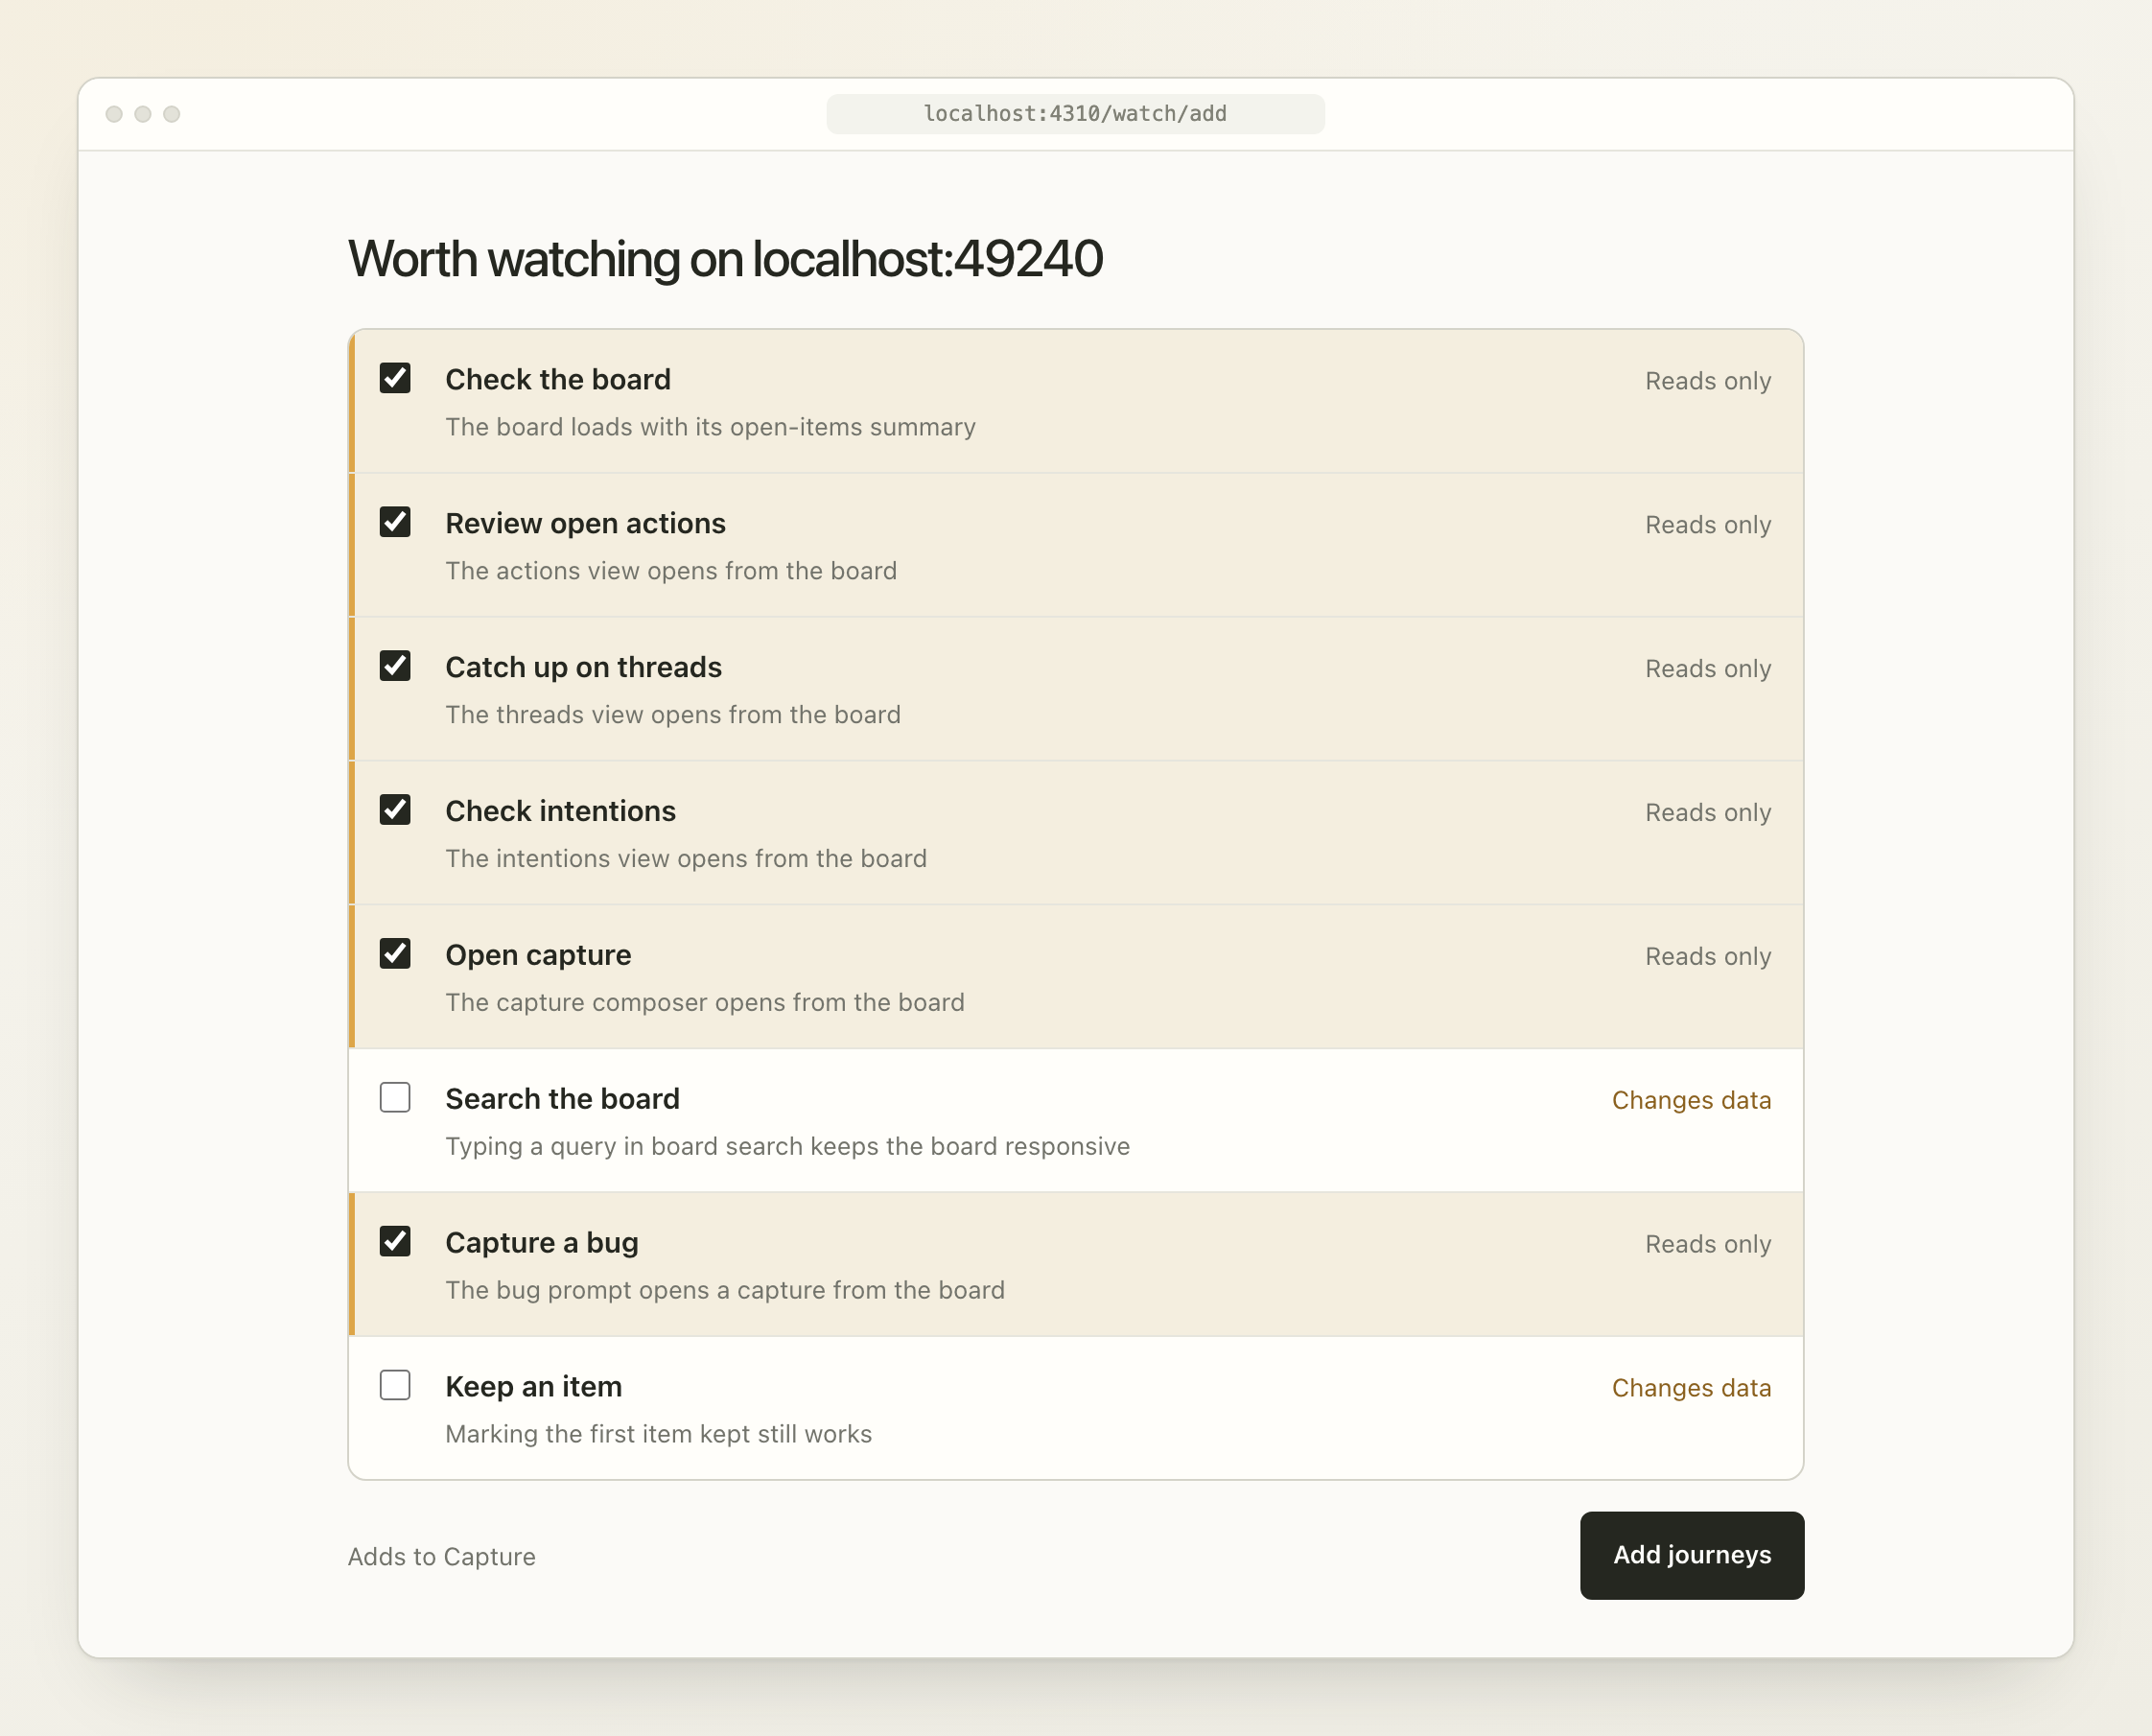 localhost:4310/watch/add
Worth watching on localhost:49240
Check the board
Reads only
The board loads with its open-items summary
Review open actions
Reads only
The actions view opens from the board
Catch up on threads
Reads only
The threads view opens from the board
Check intentions
Reads only
The intentions view opens from the board
Open capture
Reads only
The capture composer opens from the board
Search the board
Changes data
Typing a query in board search keeps the board responsive
Capture a bug
Reads only
The bug prompt opens a capture from the board
Keep an item
Changes data
Marking the first item kept still works
Adds to Capture
Add journeys